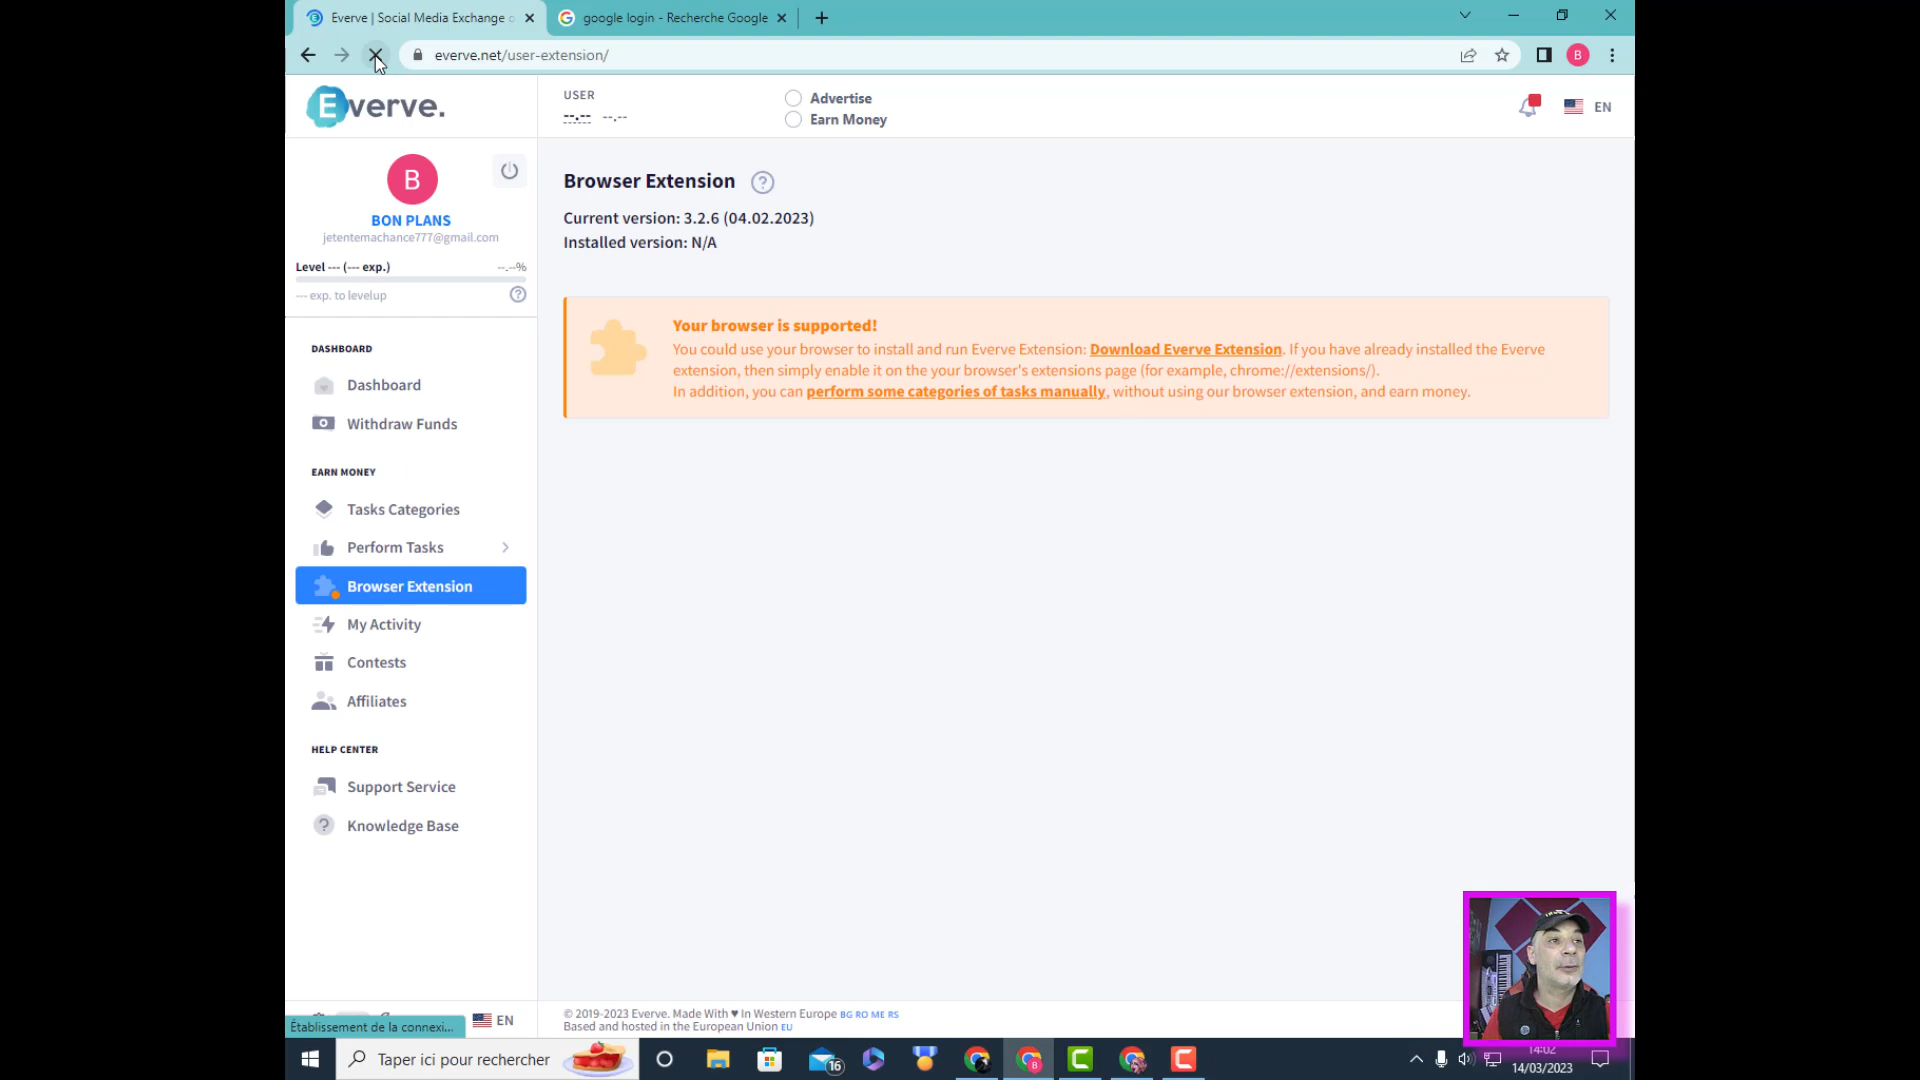 Everve | Social Media Exchange
google login - Recherche Google
everve.net/user-extension/
B
Everve.
USER
--.-- --.--
Advertise
Earn Money
EN
B
BON PLANS
jetentemachance777@gmail.com
Level --- (--- exp.) --.--%
--- exp. to levelup
DASHBOARD
Dashboard
Withdraw Funds
EARN MONEY
Tasks Categories
Perform Tasks
Browser Extension
My Activity
Contests
Affiliates
HELP CENTER
Support Service
Knowledge Base
EN
Browser Extension
Current version: 3.2.6 (04.02.2023)
Installed version: N/A
Your browser is supported!
You could use your browser to install and run Everve Extension: Download Everve Extension. If you have already installed the Everve
extension, then simply enable it on the your browser's extensions page (for example, chrome://extensions/).
In addition, you can perform some categories of tasks manually, without using our browser extension, and earn money.
© 2019-2023 Everve. Made With ♥ In Western Europe BG RO ME RS
Based and hosted in the European Union EU
Établissement de la connexi...
Taper ici pour rechercher
16
14:02
14/03/2023